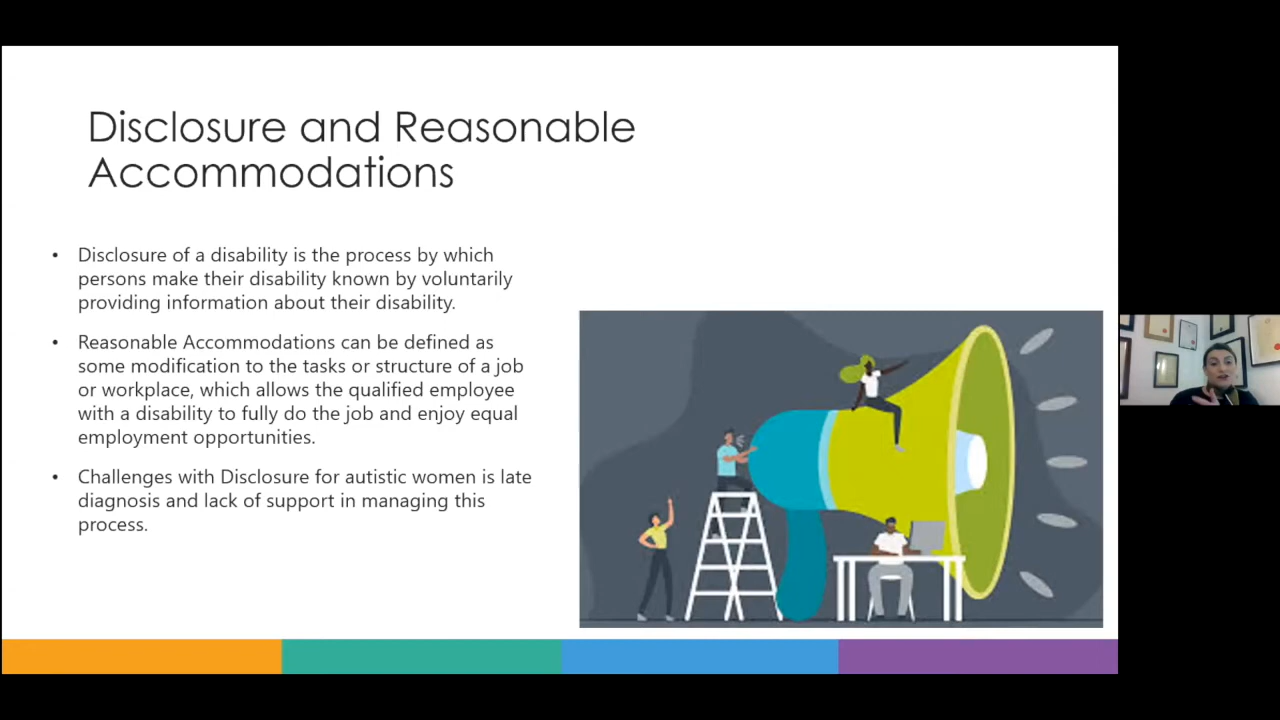 Disclosure and Reasonable
Accommodations
• Disclosure of a disability is the process by which
persons make their disability known by voluntarily
providing information about their disability.
• Reasonable Accommodations can be defined as
some modification to the tasks or structure of a job
or workplace, which allows the qualified employee
with a disability to fully do the job and enjoy equal
employment opportunities.
• Challenges with Disclosure for autistic women is late
diagnosis and lack of support in managing this
process.